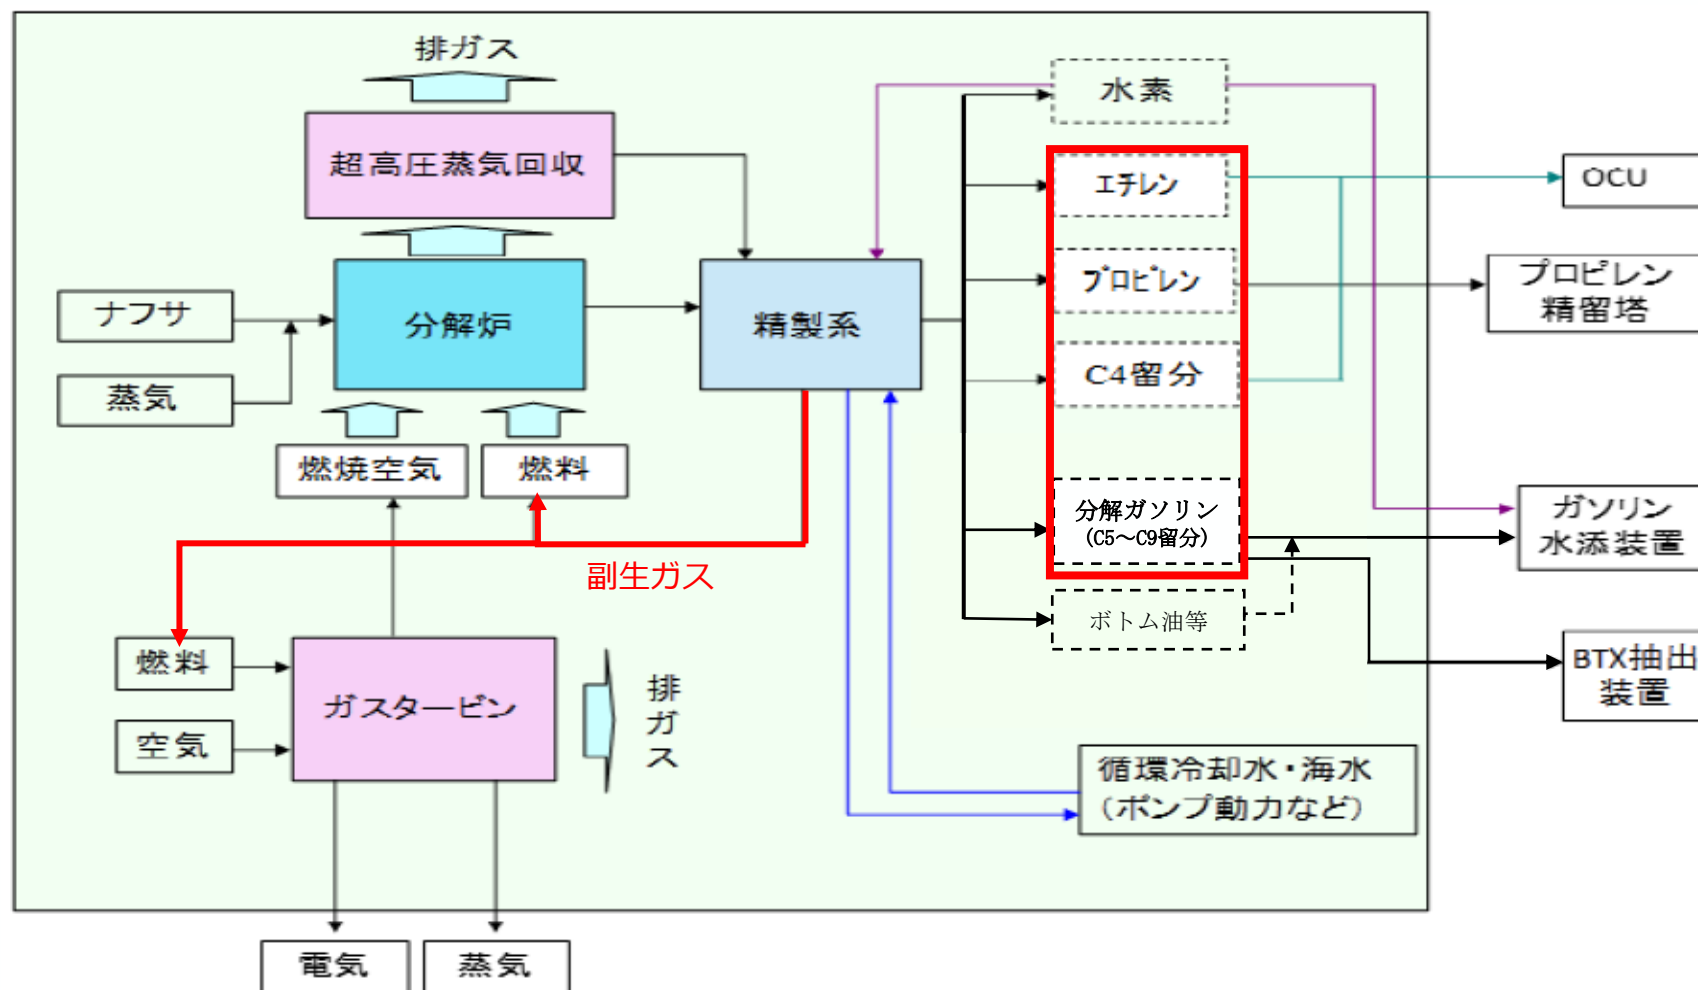 排ガス
水素
超高圧蒸気回収
エチレン
OCU
プロピレン
プロピレン
精留塔
ナフサ
分解炉
精製系
蒸気
C4留分
燃焼空気
燃料
分解ガソリン
(C5～C9留分)
ガソリン
水添装置
副生ガス
ボトム油等
燃料
ガスタービン
排
ガ
ス
BTX抽出
装置
空気
循環冷却水・海水
(ポンプ動力など)
電気
蒸気